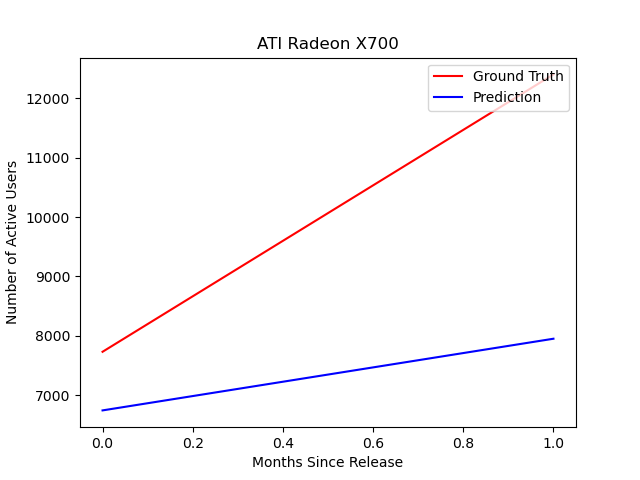 ATI Radeon X700
Ground Truth
Prediction
12000
11000
10000
9000
8000
7000
Number of Active Users
0.0 0.2 0.4 0.6 0.8 1.0
Months Since Release